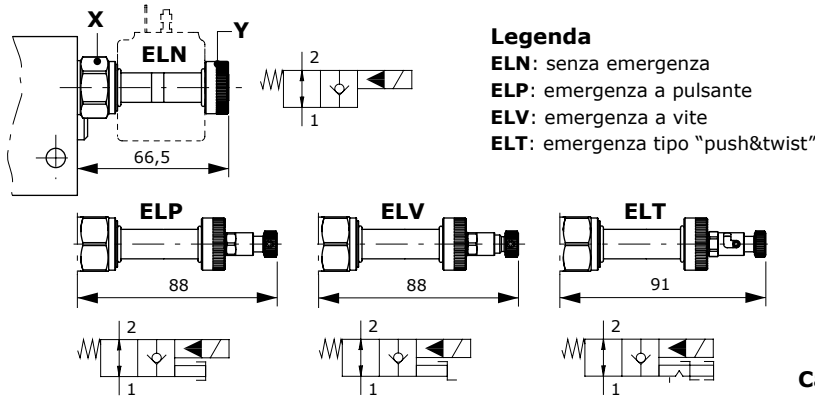 X
Y
ELN
66,5
2
1
Legenda
ELN: senza emergenza
ELP: emergenza a pulsante
ELV: emergenza a vite
ELT: emergenza tipo “push&twist”
ELP
88
2
1
ELV
88
2
1
ELT
91
2
1